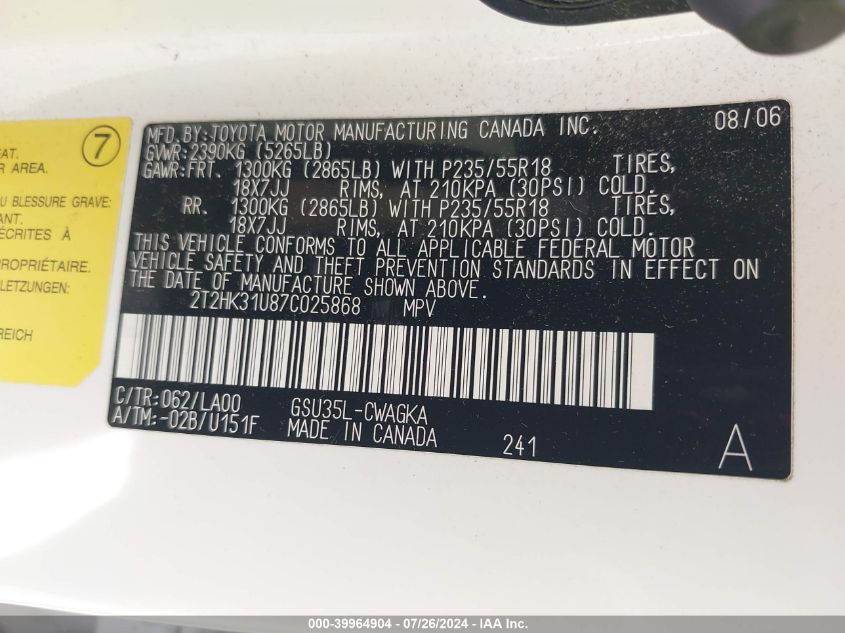 7
AT.
R AREA.
U BLESSURE GRAVE:
ANT.
ÉCRITES À
PROPRIÉTAIRE.
LETZUNGEN:
REICH
MFD.BY:TOYOTA MOTOR MANUFACTURING CANADA INC. 08/06
GVWR:2390KG (5265LB)
GAWR:FRT. 1300KG (2865LB) WITH P235/55R18 TIRES,
18X7JJ RIMS, AT 210KPA (30PSI) COLD.
RR. 1300KG (2865LB) WITH P235/55R18 TIRES,
18X7JJ RIMS, AT 210KPA (30PSI) COLD.
THIS VEHICLE CONFORMS TO ALL APPLICABLE FEDERAL MOTOR
VEHICLE SAFETY AND THEFT PREVENTION STANDARDS IN EFFECT ON
THE DATE OF MANUFACTURE SHOWN ABOVE.
2T2HK31U87C025868 MPV
C/TR:062/LA00 GSU35L-CWAGKA
A/TM:-02B/U151F MADE IN CANADA 241 A
000-39964904 - 07/26/2024 - IAA Inc.